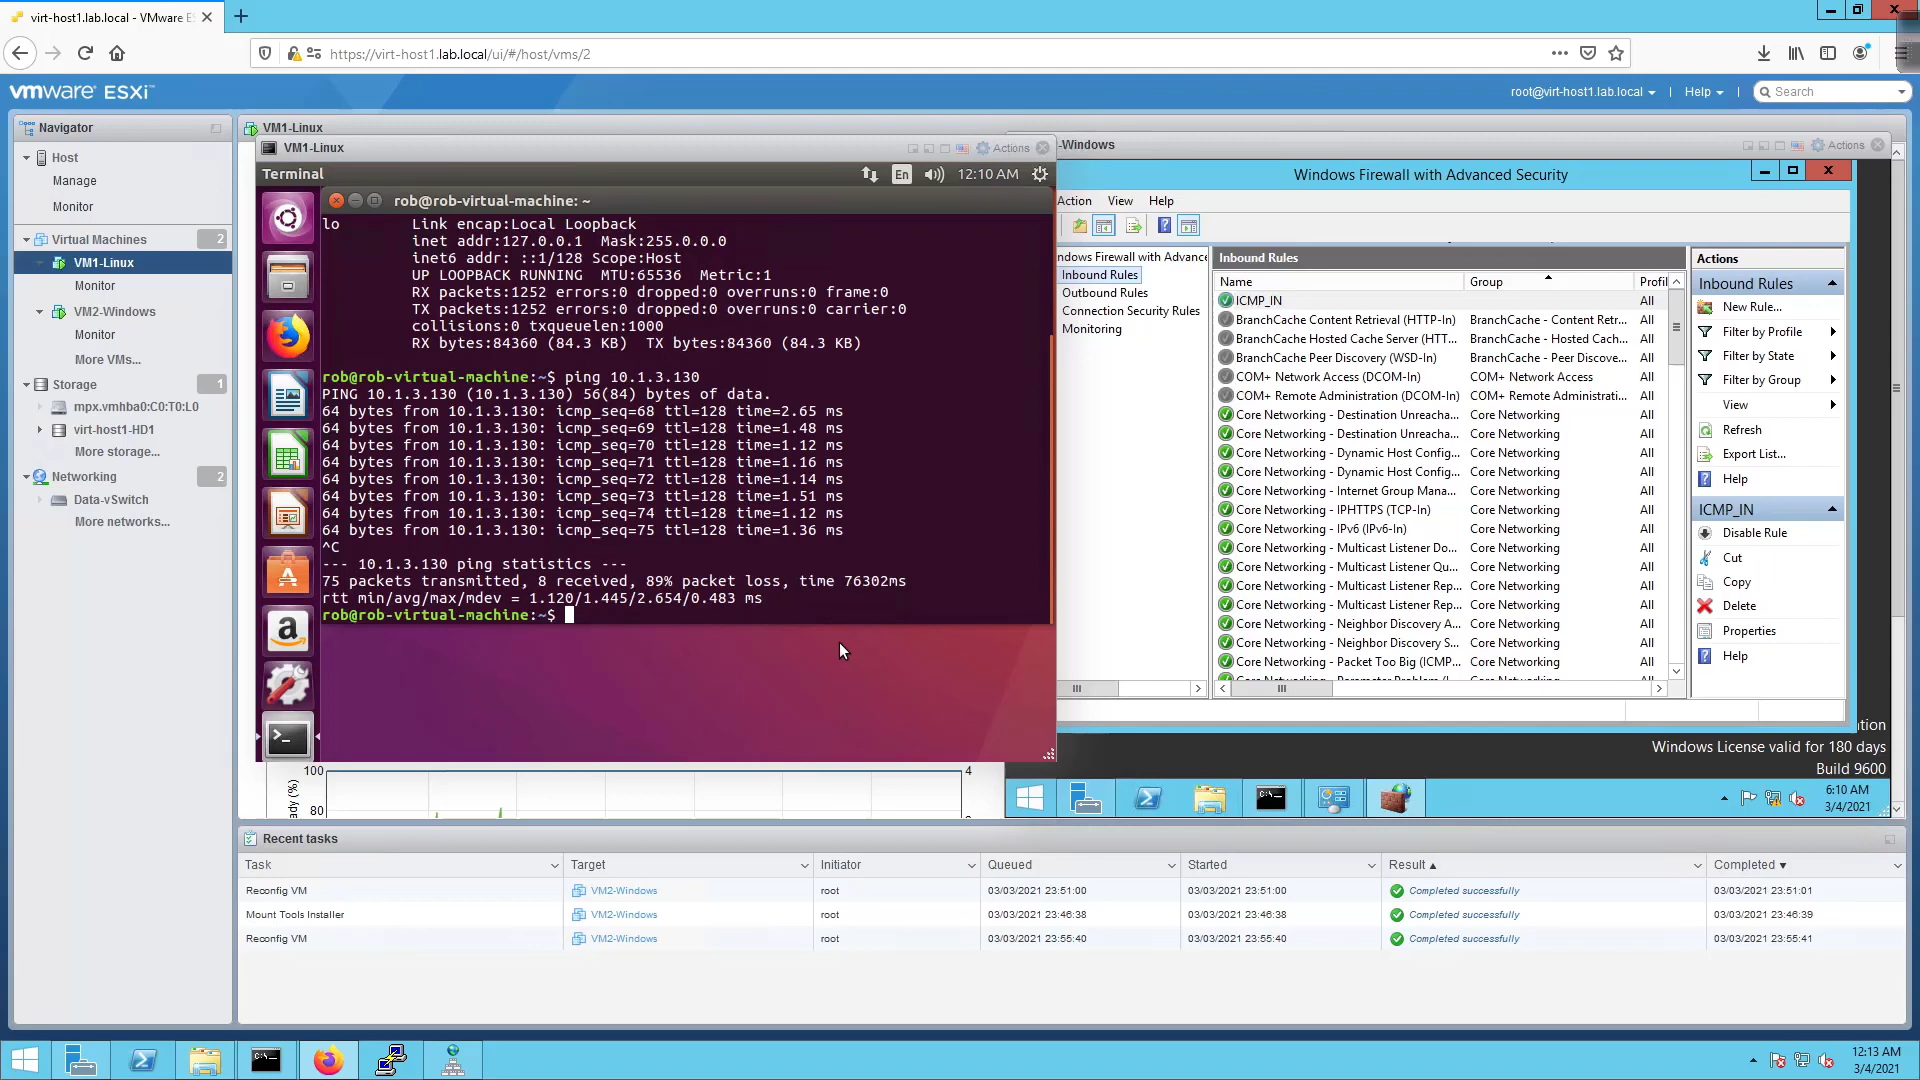 virt-host1.lab.local - VMware ES
https://virt-host1.lab.local/ui/#/host/vms/2
vmware ESXi
root@virt-host1.lab.local
Help
Search
Navigator
Host
Manage
Monitor
Virtual Machines
2
VM1-Linux
Monitor
VM2-Windows
Monitor
More VMs...
Storage
1
mpx.vmhba0:C0:T0:L0
virt-host1-HD1
More storage...
Networking
2
Data-vSwitch
More networks...
VM1-Linux
VM1-Linux
Actions
Terminal
En
12:10 AM
rob@rob-virtual-machine: ~
lo Link encap:Local Loopback
inet addr:127.0.0.1 Mask:255.0.0.0
inet6 addr: ::1/128 Scope:Host
UP LOOPBACK RUNNING MTU:65536 Metric:1
RX packets:1252 errors:0 dropped:0 overruns:0 frame:0
TX packets:1252 errors:0 dropped:0 overruns:0 carrier:0
collisions:0 txqueuelen:1000
RX bytes:84360 (84.3 KB) TX bytes:84360 (84.3 KB)
rob@rob-virtual-machine:~$ ping 10.1.3.130
PING 10.1.3.130 (10.1.3.130) 56(84) bytes of data.
64 bytes from 10.1.3.130: icmp_seq=68 ttl=128 time=2.65 ms
64 bytes from 10.1.3.130: icmp_seq=69 ttl=128 time=1.48 ms
64 bytes from 10.1.3.130: icmp_seq=70 ttl=128 time=1.12 ms
64 bytes from 10.1.3.130: icmp_seq=71 ttl=128 time=1.16 ms
64 bytes from 10.1.3.130: icmp_seq=72 ttl=128 time=1.14 ms
64 bytes from 10.1.3.130: icmp_seq=73 ttl=128 time=1.51 ms
64 bytes from 10.1.3.130: icmp_seq=74 ttl=128 time=1.12 ms
64 bytes from 10.1.3.130: icmp_seq=75 ttl=128 time=1.36 ms
^C
--- 10.1.3.130 ping statistics ---
75 packets transmitted, 8 received, 89% packet loss, time 76302ms
rtt min/avg/max/mdev = 1.120/1.445/2.654/0.483 ms
rob@rob-virtual-machine:~$
100
80
ady (%)
4
-Windows
Actions
Windows Firewall with Advanced Security
Action View Help
ndows Firewall with Advance
Inbound Rules
Outbound Rules
Connection Security Rules
Monitoring
Inbound Rules
Name Group Profil
ICMP_IN All
BranchCache Content Retrieval (HTTP-In) BranchCache - Content Retr... All
BranchCache Hosted Cache Server (HTT... BranchCache - Hosted Cach... All
BranchCache Peer Discovery (WSD-In) BranchCache - Peer Discove... All
COM+ Network Access (DCOM-In) COM+ Network Access All
COM+ Remote Administration (DCOM-In) COM+ Remote Administrati... All
Core Networking - Destination Unreacha... Core Networking All
Core Networking - Destination Unreacha... Core Networking All
Core Networking - Dynamic Host Config... Core Networking All
Core Networking - Dynamic Host Config... Core Networking All
Core Networking - Internet Group Mana... Core Networking All
Core Networking - IPHTTPS (TCP-In) Core Networking All
Core Networking - IPv6 (IPv6-In) Core Networking All
Core Networking - Multicast Listener Do... Core Networking All
Core Networking - Multicast Listener Qu... Core Networking All
Core Networking - Multicast Listener Rep... Core Networking All
Core Networking - Multicast Listener Rep... Core Networking All
Core Networking - Neighbor Discovery A... Core Networking All
Core Networking - Neighbor Discovery S... Core Networking All
Core Networking - Packet Too Big (ICMP... Core Networking All
Actions
Inbound Rules
New Rule...
Filter by Profile
Filter by State
Filter by Group
View
Refresh
Export List...
Help
ICMP_IN
Disable Rule
Cut
Copy
Delete
Properties
Help
ation
Windows License valid for 180 days
Build 9600
6:10 AM
3/4/2021
Recent tasks
Task Target Initiator Queued Started Result Completed
Reconfig VM VM2-Windows root 03/03/2021 23:51:00 03/03/2021 23:51:00 Completed successfully 03/03/2021 23:51:01
Mount Tools Installer VM2-Windows root 03/03/2021 23:46:38 03/03/2021 23:46:38 Completed successfully 03/03/2021 23:46:39
Reconfig VM VM2-Windows root 03/03/2021 23:55:40 03/03/2021 23:55:40 Completed successfully 03/03/2021 23:55:41
12:13 AM
3/4/2021